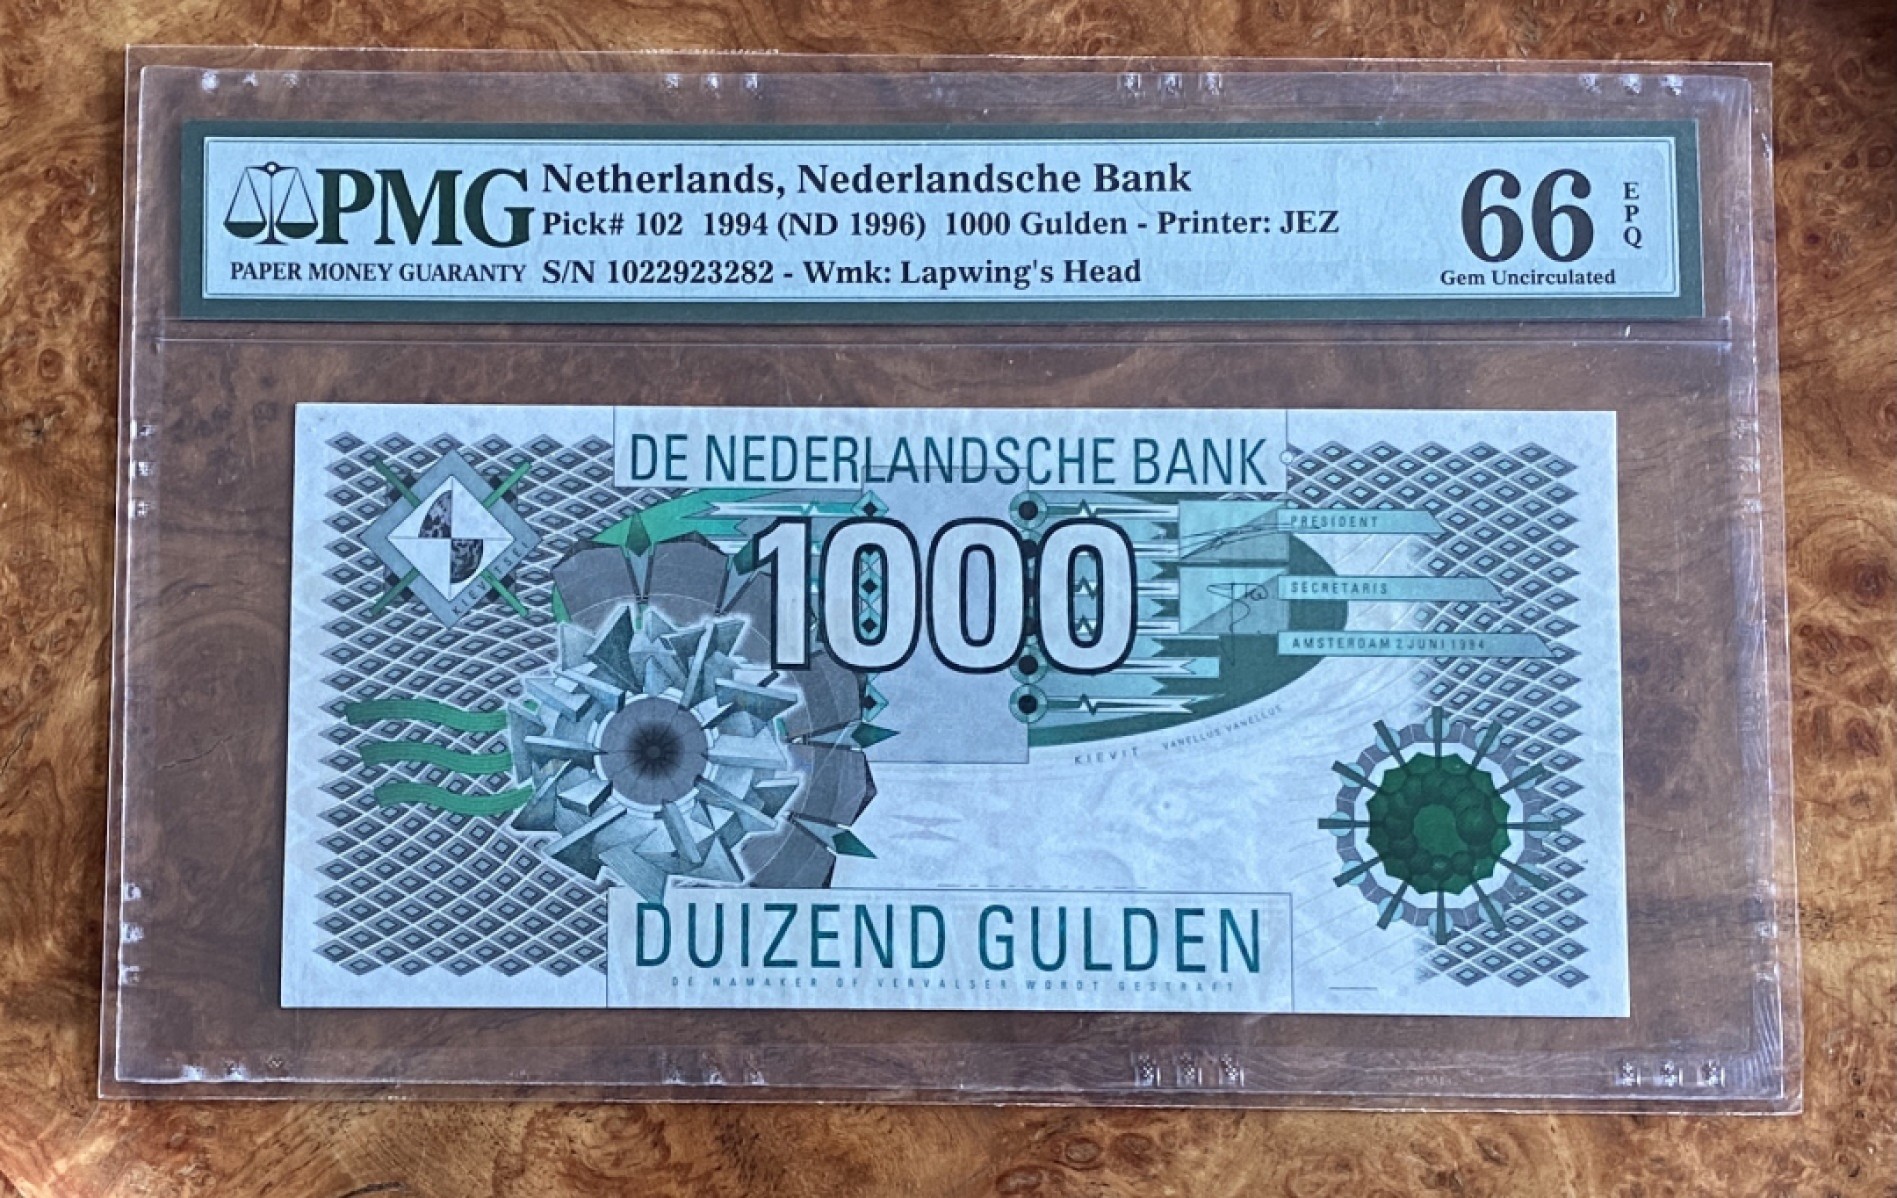 PMG
PAPER MONEY GUARANTY
Netherlands, Nederlandsche Bank
Pick# 102 1994 (ND 1996) 1000 Gulden - Printer: JEZ
S/N 1022923282 - Wmk: Lapwing's Head
66
EPQ
Gem Uncirculated
DE NEDERLANDSCHE BANK
KIEVITSEI
1000
PRESIDENT
SECRETARIS
AMSTERDAM 2 JUNI 1994
KIEVIT VANELLUS VANELLUS
DUIZEND GULDEN
DE NAMAKER OF VERVALSER WORDT GESTRAFT